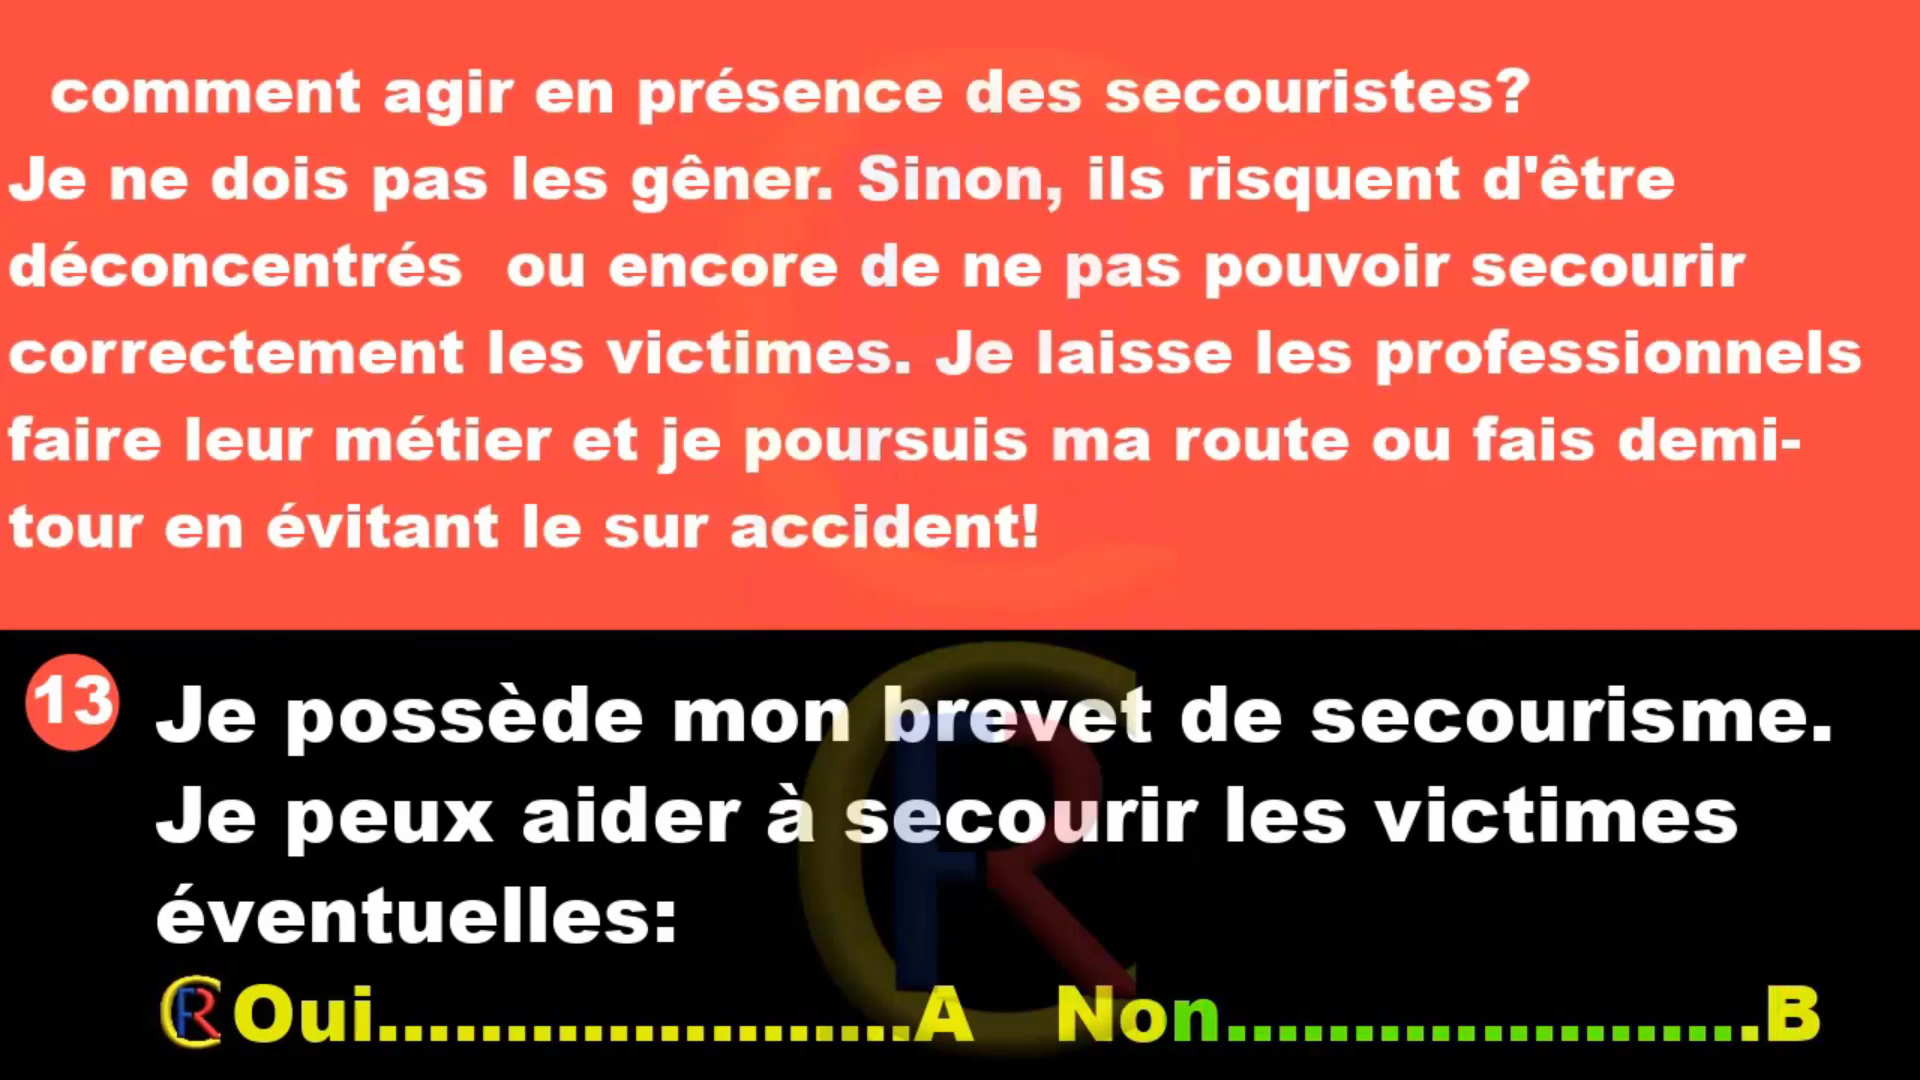 comment agir en présence des secouristes?
Je ne dois pas les gêner. Sinon, ils risquent d'être
déconcentrés ou encore de ne pas pouvoir secourir
correctement les victimes. Je laisse les professionnels
faire leur métier et je poursuis ma route ou fais demi-
tour en évitant le sur accident!
13 Je possède mon brevet de secourisme.
Je peux aider à secourir les victimes
éventuelles:
Oui.........................A Non.........................B